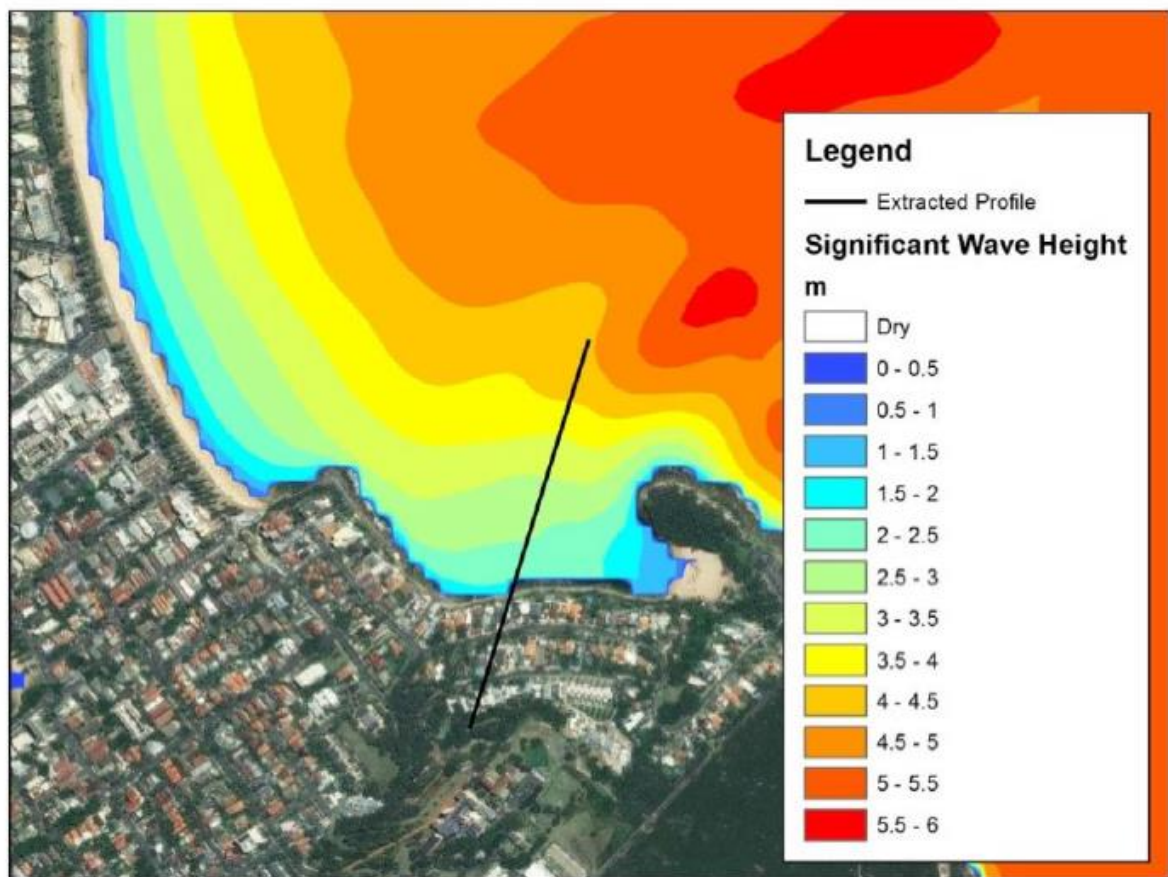 Legend
Extracted Profile
Significant Wave Height
m
Dry
0 - 0.5
0.5 - 1
1 - 1.5
1.5 - 2
2 - 2.5
2.5 - 3
3 - 3.5
3.5 - 4
4 - 4.5
4.5 - 5
5 - 5.5
5.5 - 6